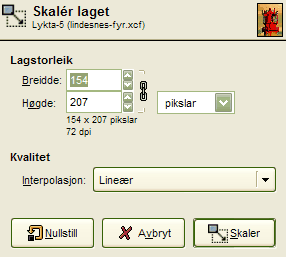 Skalér laget
Lykta-5 (lindesnes-fyr.xcf)
Lagstorleik
Breidde: 154
Høgde: 207 pikslar
154 x 207 pikslar
72 dpi
Kvalitet
Interpolasjon: Lineær
Nullstill Avbryt Skaler